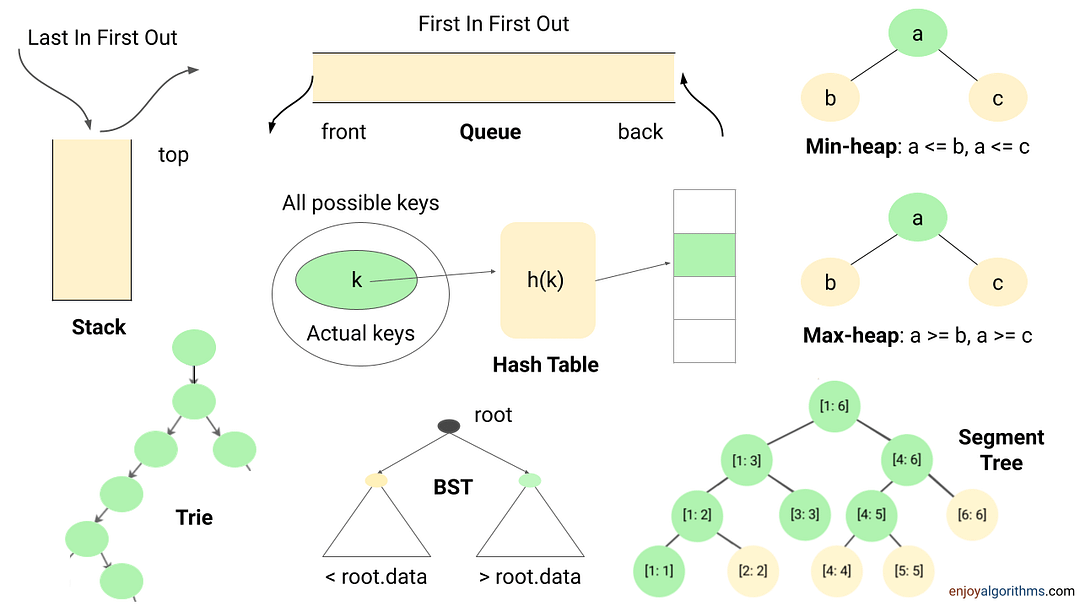 Last In First Out
top
Stack
First In First Out
front
Queue
back
a
b
c
Min-heap: a <= b, a <= c
All possible keys
k
Actual keys
h(k)
Hash Table
a
b
c
Max-heap: a >= b, a >= c
Trie
root
BST
< root.data
> root.data
[1: 6]
Segment
Tree
[1: 3]
[4: 6]
[1: 2]
[3: 3]
[4: 5]
[6: 6]
[1: 1]
[2: 2]
[4: 4]
[5: 5]
enjoyalgorithms.com